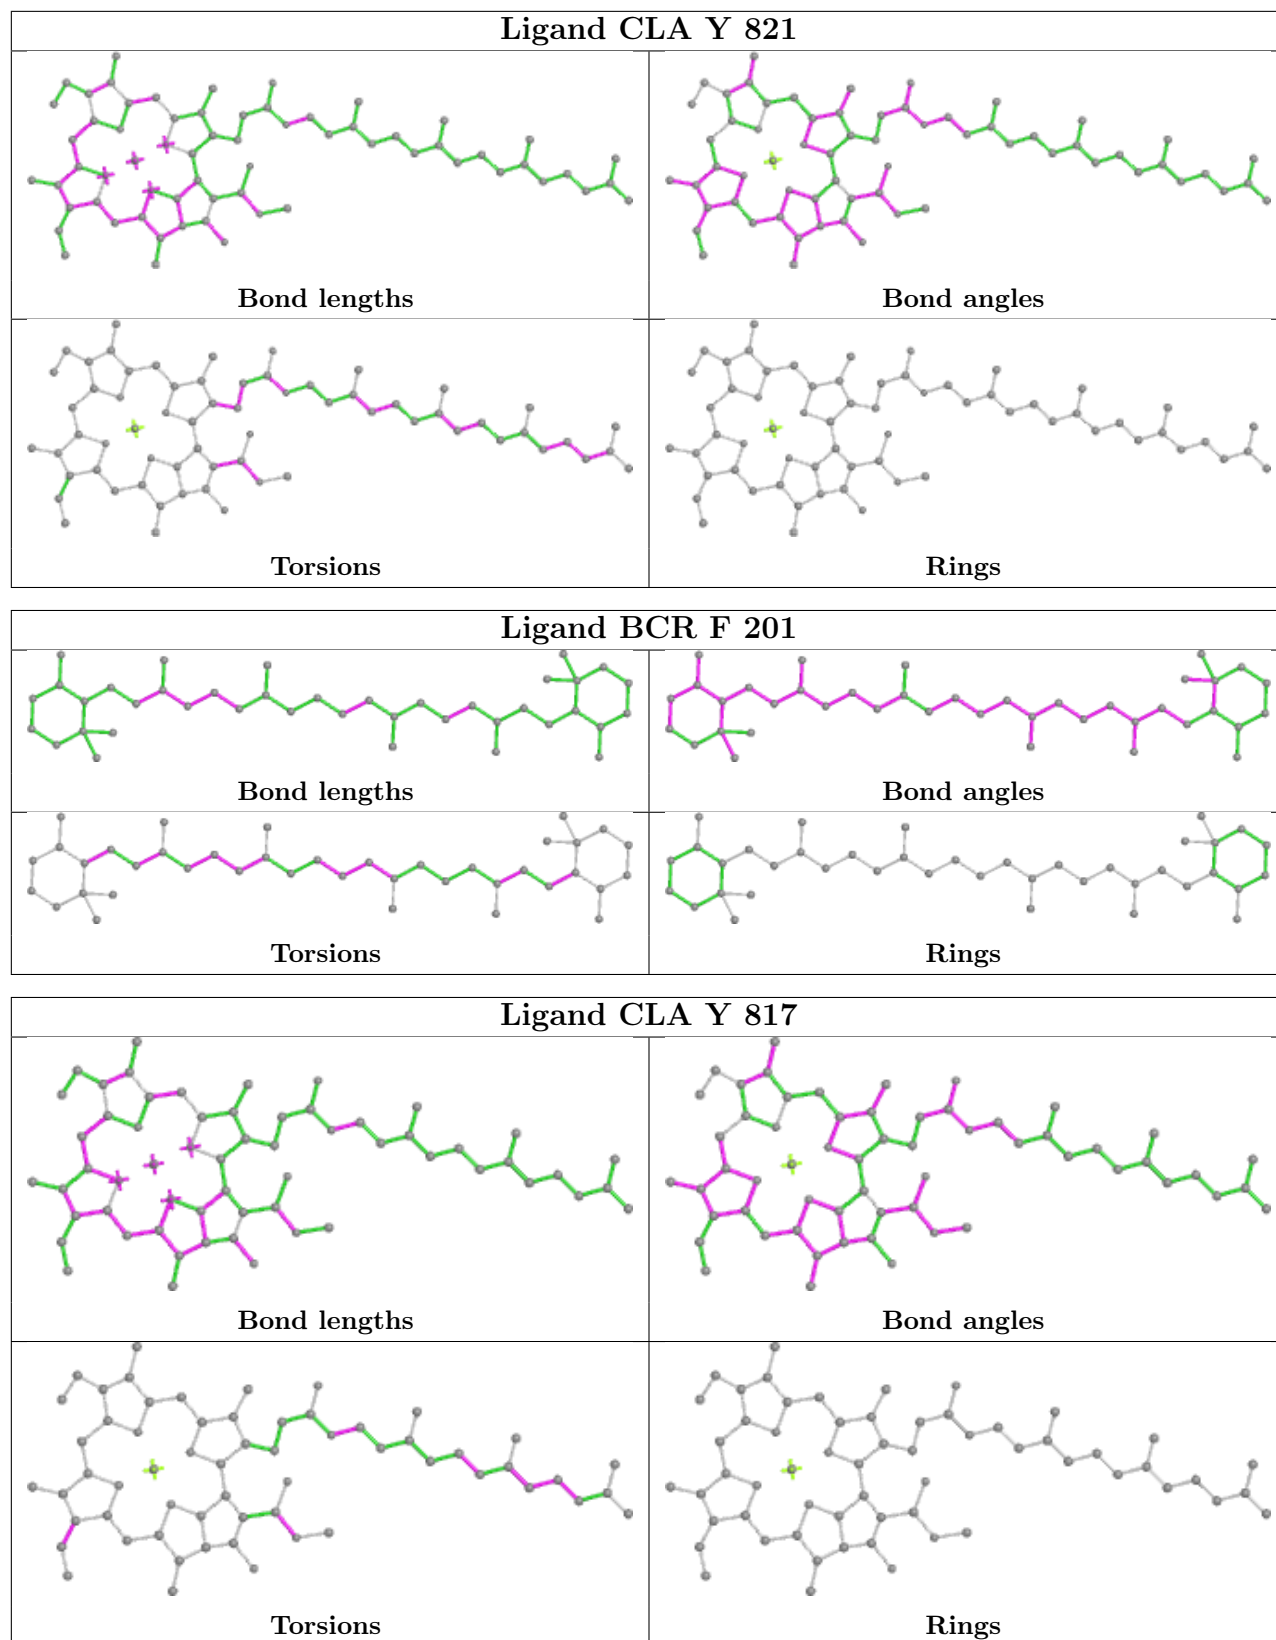 Ligand CLA Y 821
Bond lengths
Bond angles
Torsions
Rings
Ligand BCR F 201
Bond lengths
Bond angles
Torsions
Rings
Ligand CLA Y 817
Bond lengths
Bond angles
Torsions
Rings